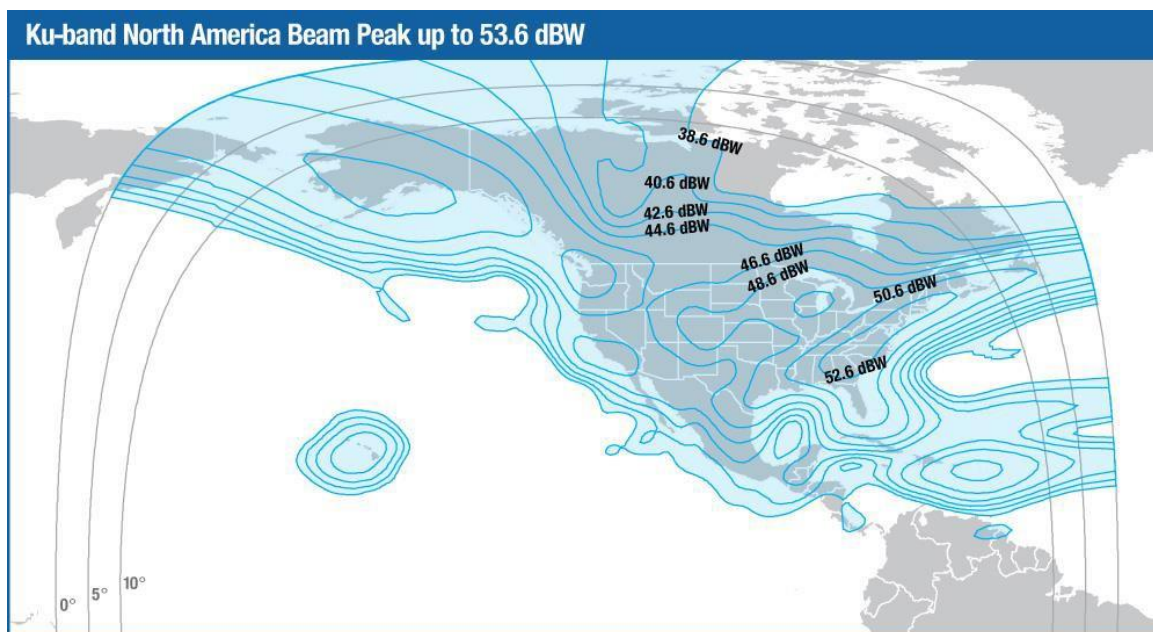 Ku-band North America Beam Peak up to 53.6 dBW
38.6 dBW
40.6 dBW
42.6 dBW
44.6 dBW
46.6 dBW
48.6 dBW
50.6 dBW
52.6 dBW
0°
5°
10°